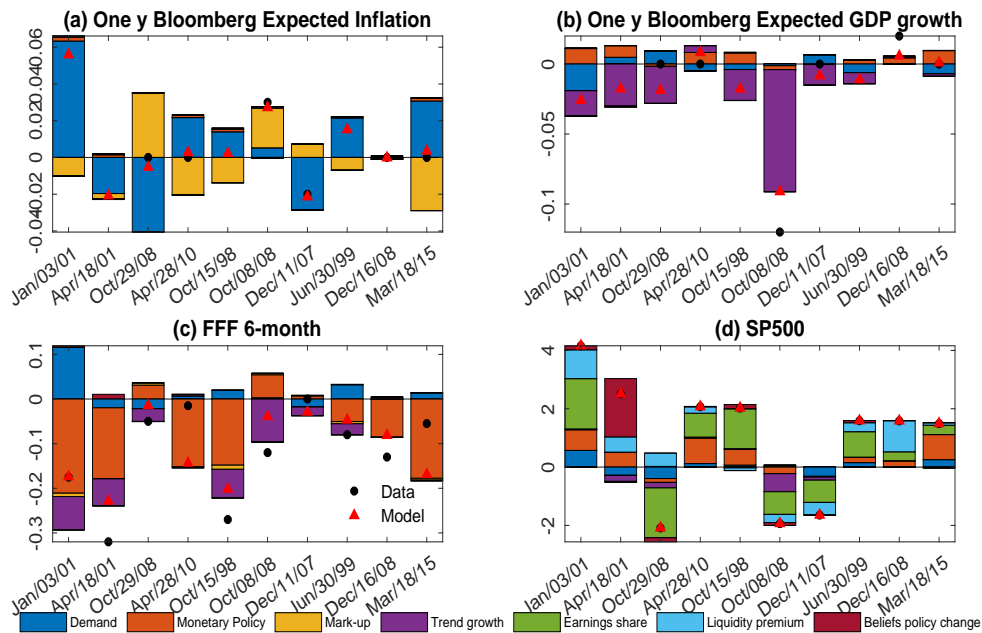 (a) One y Bloomberg Expected Inflation
(b) One y Bloomberg Expected GDP growth
0.06
0.04
0.02
0
-0.02
-0.04
0
-0.05
-0.1
Jan/03/01
Apr/18/01
Oct/29/08
Apr/28/10
Oct/15/98
Oct/08/08
Dec/11/07
Jun/30/99
Dec/16/08
Mar/18/15
Jan/03/01
Apr/18/01
Oct/29/08
Apr/28/10
Oct/15/98
Oct/08/08
Dec/11/07
Jun/30/99
Dec/16/08
Mar/18/15
(c) FFF 6-month
(d) SP500
0.1
0
-0.1
-0.2
-0.3
Data
Model
4
2
0
-2
Jan/03/01
Apr/18/01
Oct/29/08
Apr/28/10
Oct/15/98
Oct/08/08
Dec/11/07
Jun/30/99
Dec/16/08
Mar/18/15
Jan/03/01
Apr/18/01
Oct/29/08
Apr/28/10
Oct/15/98
Oct/08/08
Dec/11/07
Jun/30/99
Dec/16/08
Mar/18/15
Demand Monetary Policy Mark-up Trend growth Earnings share Liquidity premium Beliefs policy change